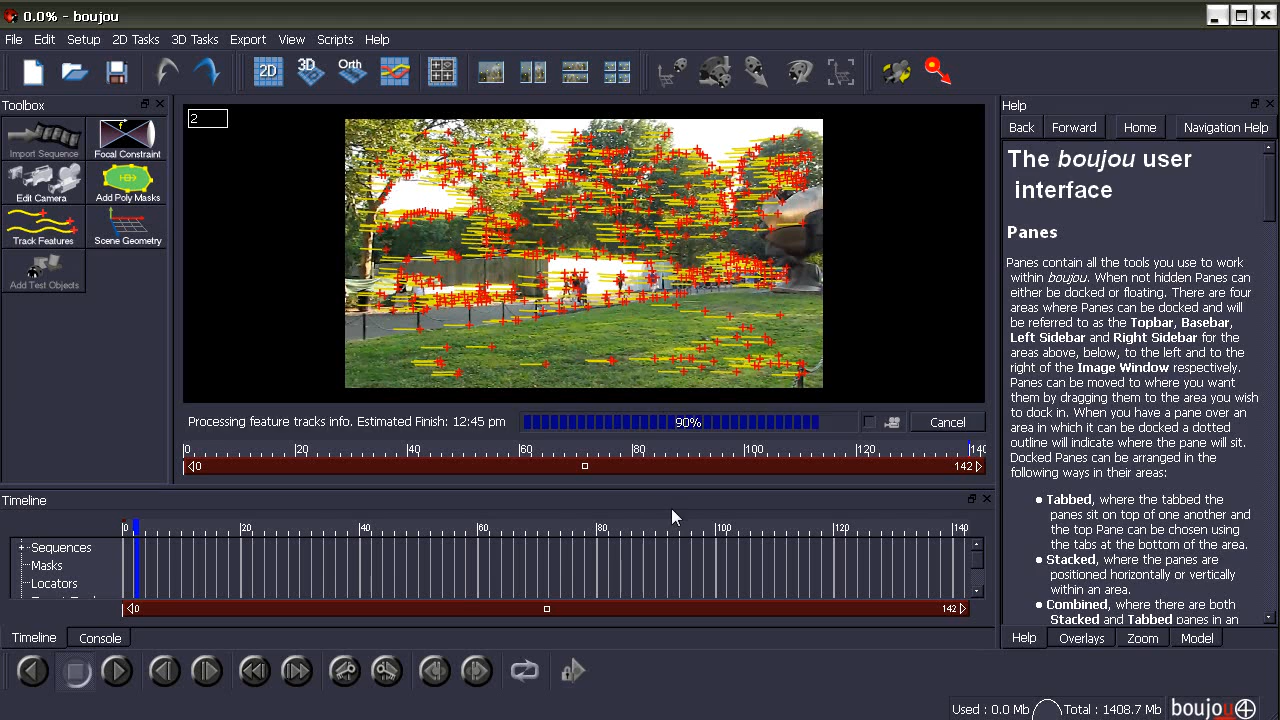 0.0% - boujou
File Edit Setup 2D Tasks 3D Tasks Export View Scripts Help
2D 3D Orth
Toolbox
Import Sequence Focal Constraint
Edit Camera Add Poly Masks
Track Features Scene Geometry
Add Test Objects
2
Processing feature tracks info. Estimated Finish: 12:45 pm 90% Cancel
0 20 40 60 80 100 120 140
0 142
Timeline
0 20 40 60 80 100 120 140
Sequences
Masks
Locators
0 142
Timeline Console
Help
Back Forward Home Navigation Help
The boujou user
interface
Panes
Panes contain all the tools you use to work
within boujou. When not hidden Panes can
either be docked or floating. There are four
areas where Panes can be docked and will
be referred to as the Topbar, Basebar,
Left Sidebar and Right Sidebar for the
areas above, below, to the left and to the
right of the Image Window respectively.
Panes can be moved to where you want
them by dragging them to the area you wish
to dock in. When you have a pane over an
area in which it can be docked a dotted
outline will indicate where the pane will sit.
Docked Panes can be arranged in the
following ways in their areas:
Tabbed, where the tabbed the
panes sit on top of one another and
the top Pane can be chosen using
the tabs at the bottom of the area.
Stacked, where the panes are
positioned horizontally or vertically
within an area.
Combined, where there are both
Stacked and Tabbed panes in an
Help Overlays Zoom Model
Used : 0.0 Mb Total : 1408.7 Mb boujou 4